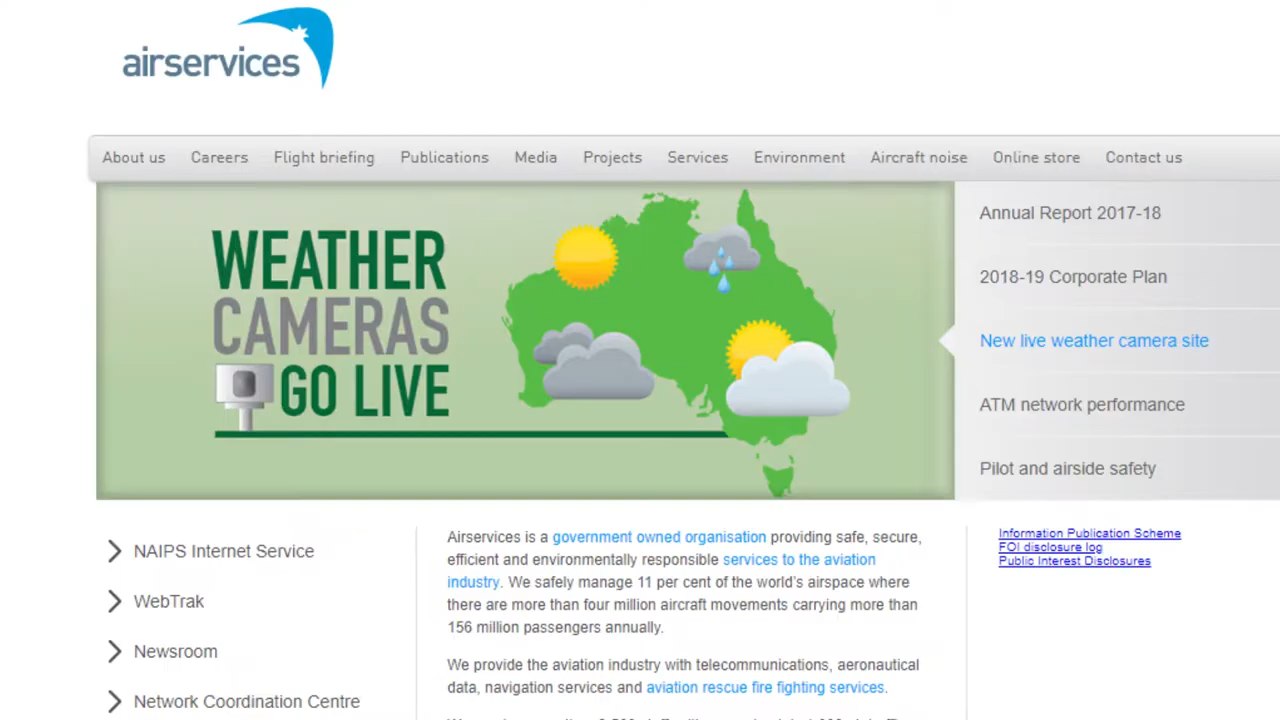 airservices
About us Careers Flight briefing Publications Media Projects Services Environment Aircraft noise Online store Contact us
WEATHER
CAMERAS
GO LIVE
Annual Report 2017-18
2018-19 Corporate Plan
New live weather camera site
ATM network performance
Pilot and airside safety
NAIPS Internet Service
WebTrak
Newsroom
Network Coordination Centre
Airservices is a government owned organisation providing safe, secure,
efficient and environmentally responsible services to the aviation
industry. We safely manage 11 per cent of the world's airspace where
there are more than four million aircraft movements carrying more than
156 million passengers annually.
We provide the aviation industry with telecommunications, aeronautical
data, navigation services and aviation rescue fire fighting services.
Information Publication Scheme
FOI disclosure log
Public Interest Disclosures